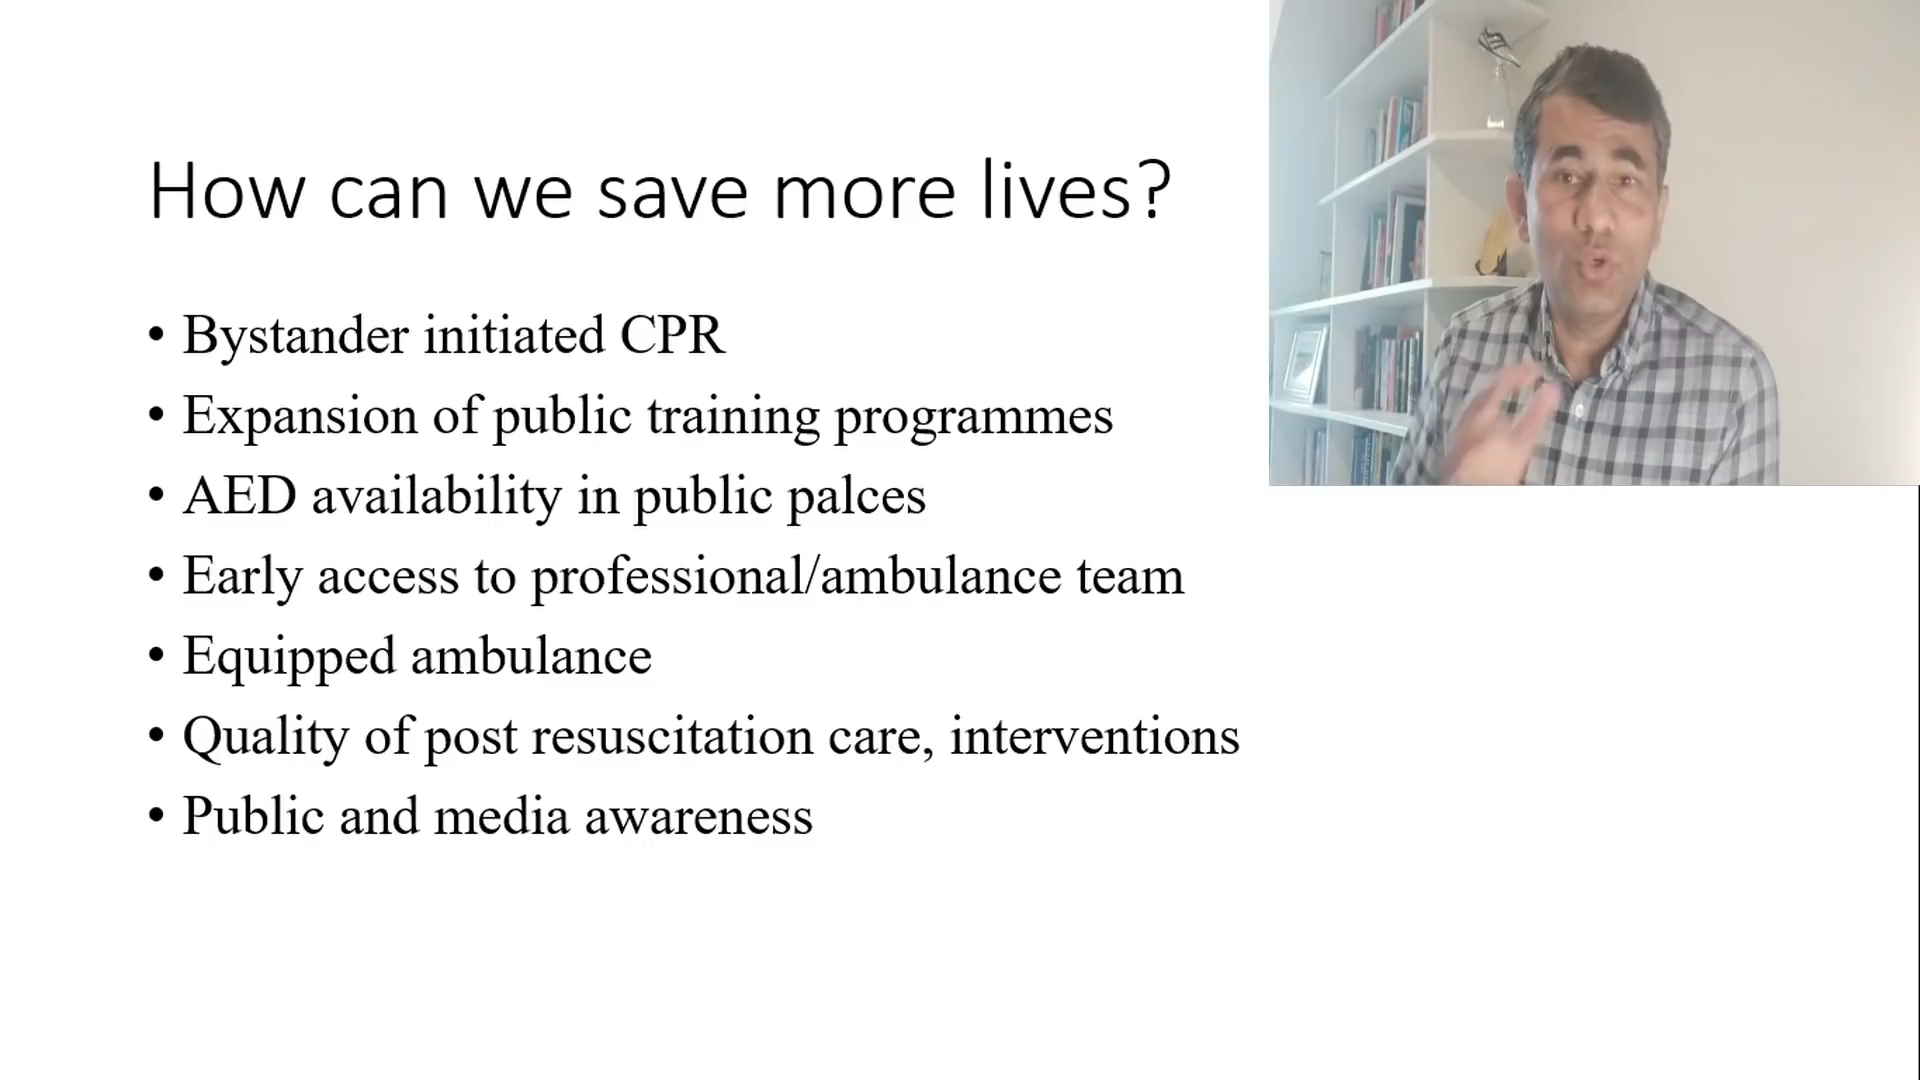 How can we save more lives?
• Bystander initiated CPR
• Expansion of public training programmes
• AED availability in public palces
• Early access to professional/ambulance team
• Equipped ambulance
• Quality of post resuscitation care, interventions
• Public and media awareness